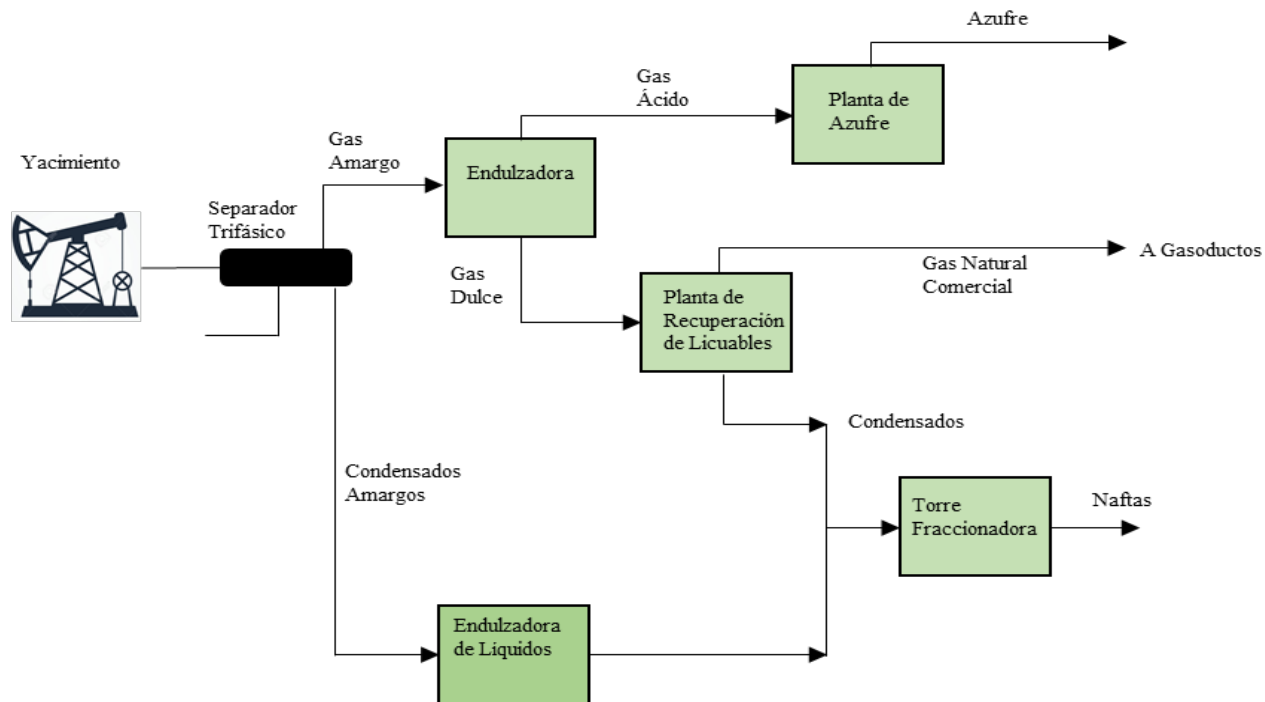 Azufre
Gas
Ácido
Planta de
Azufre
Gas
Amargo
Yacimiento
Endulzadora
Separador
Trifásico
A Gasoductos
Gas Natural
Comercial
Gas
Dulce
Planta de
Recuperación
de Licuables
Condensados
Condensados
Amargos
Torre
Fraccionadora
Naftas
Endulzadora
de Líquidos